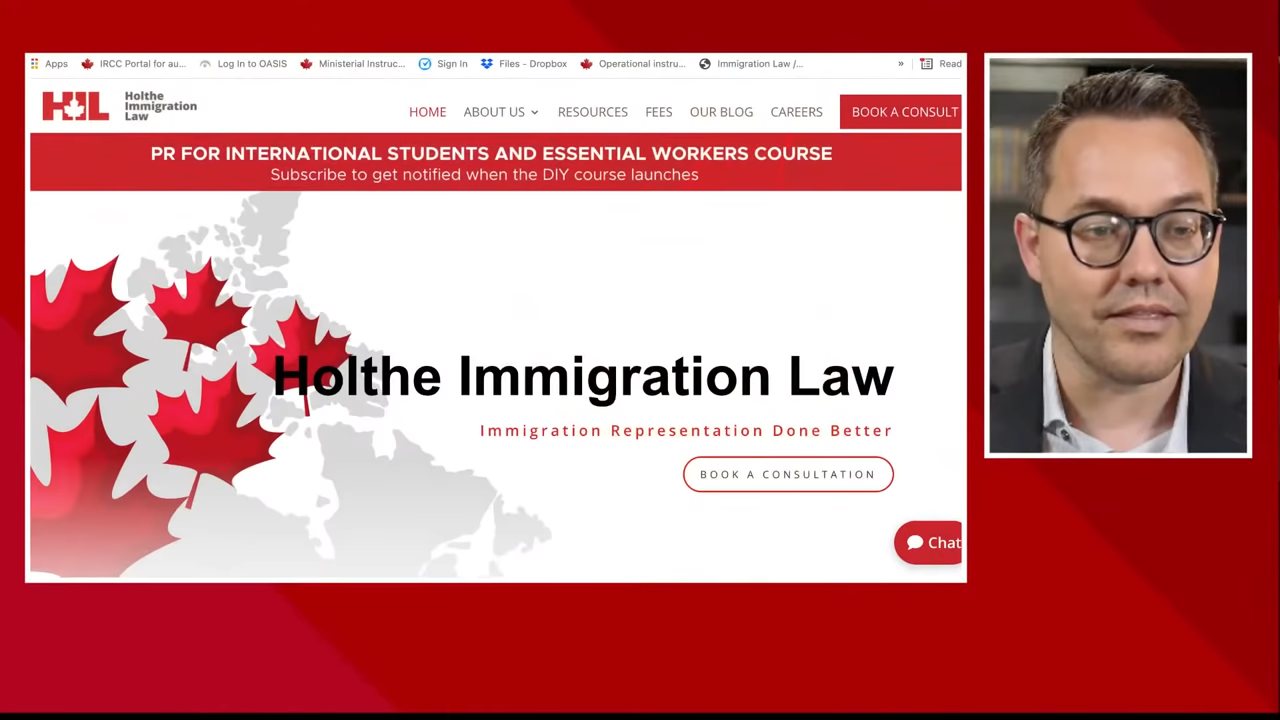 Apps IRCC Portal for au... Log In to OASIS Ministerial Instruc... Sign In Files - Dropbox Operational instru... Immigration Law /... » Read
HJL Holthe
Immigration
Law
HOME ABOUT US RESOURCES FEES OUR BLOG CAREERS BOOK A CONSULT
PR FOR INTERNATIONAL STUDENTS AND ESSENTIAL WORKERS COURSE
Subscribe to get notified when the DIY course launches
Holthe Immigration Law
Immigration Representation Done Better
BOOK A CONSULTATION
Chat